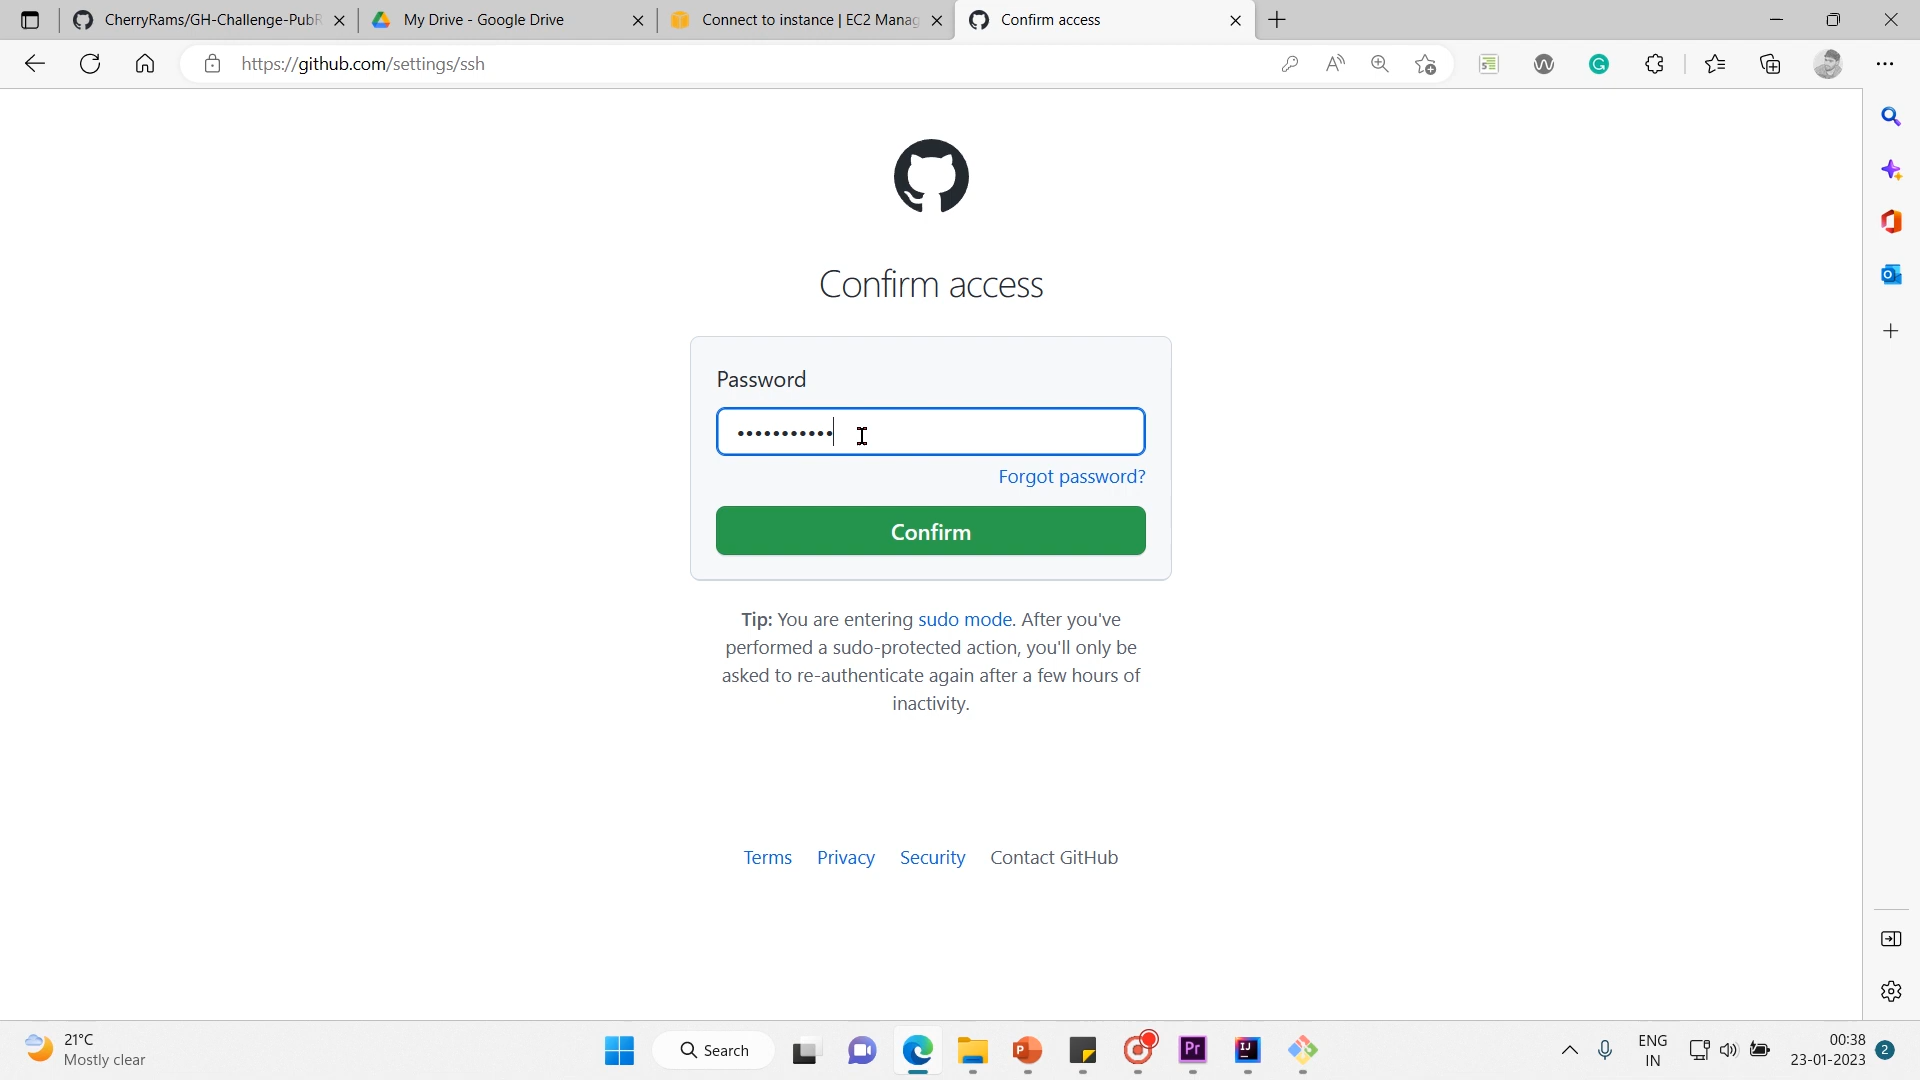 CherryRams/GH-Challenge-PubR
My Drive - Google Drive
Connect to instance | EC2 Manag
Confirm access
https://github.com/settings/ssh
Confirm access
Password
•••••••••••
Forgot password?
Confirm
Tip: You are entering sudo mode. After you've
performed a sudo-protected action, you'll only be
asked to re-authenticate again after a few hours of
inactivity.
Terms Privacy Security Contact GitHub
21°C
Mostly clear
Search
Pr
IJ
ENG
IN
00:38
23-01-2023
2